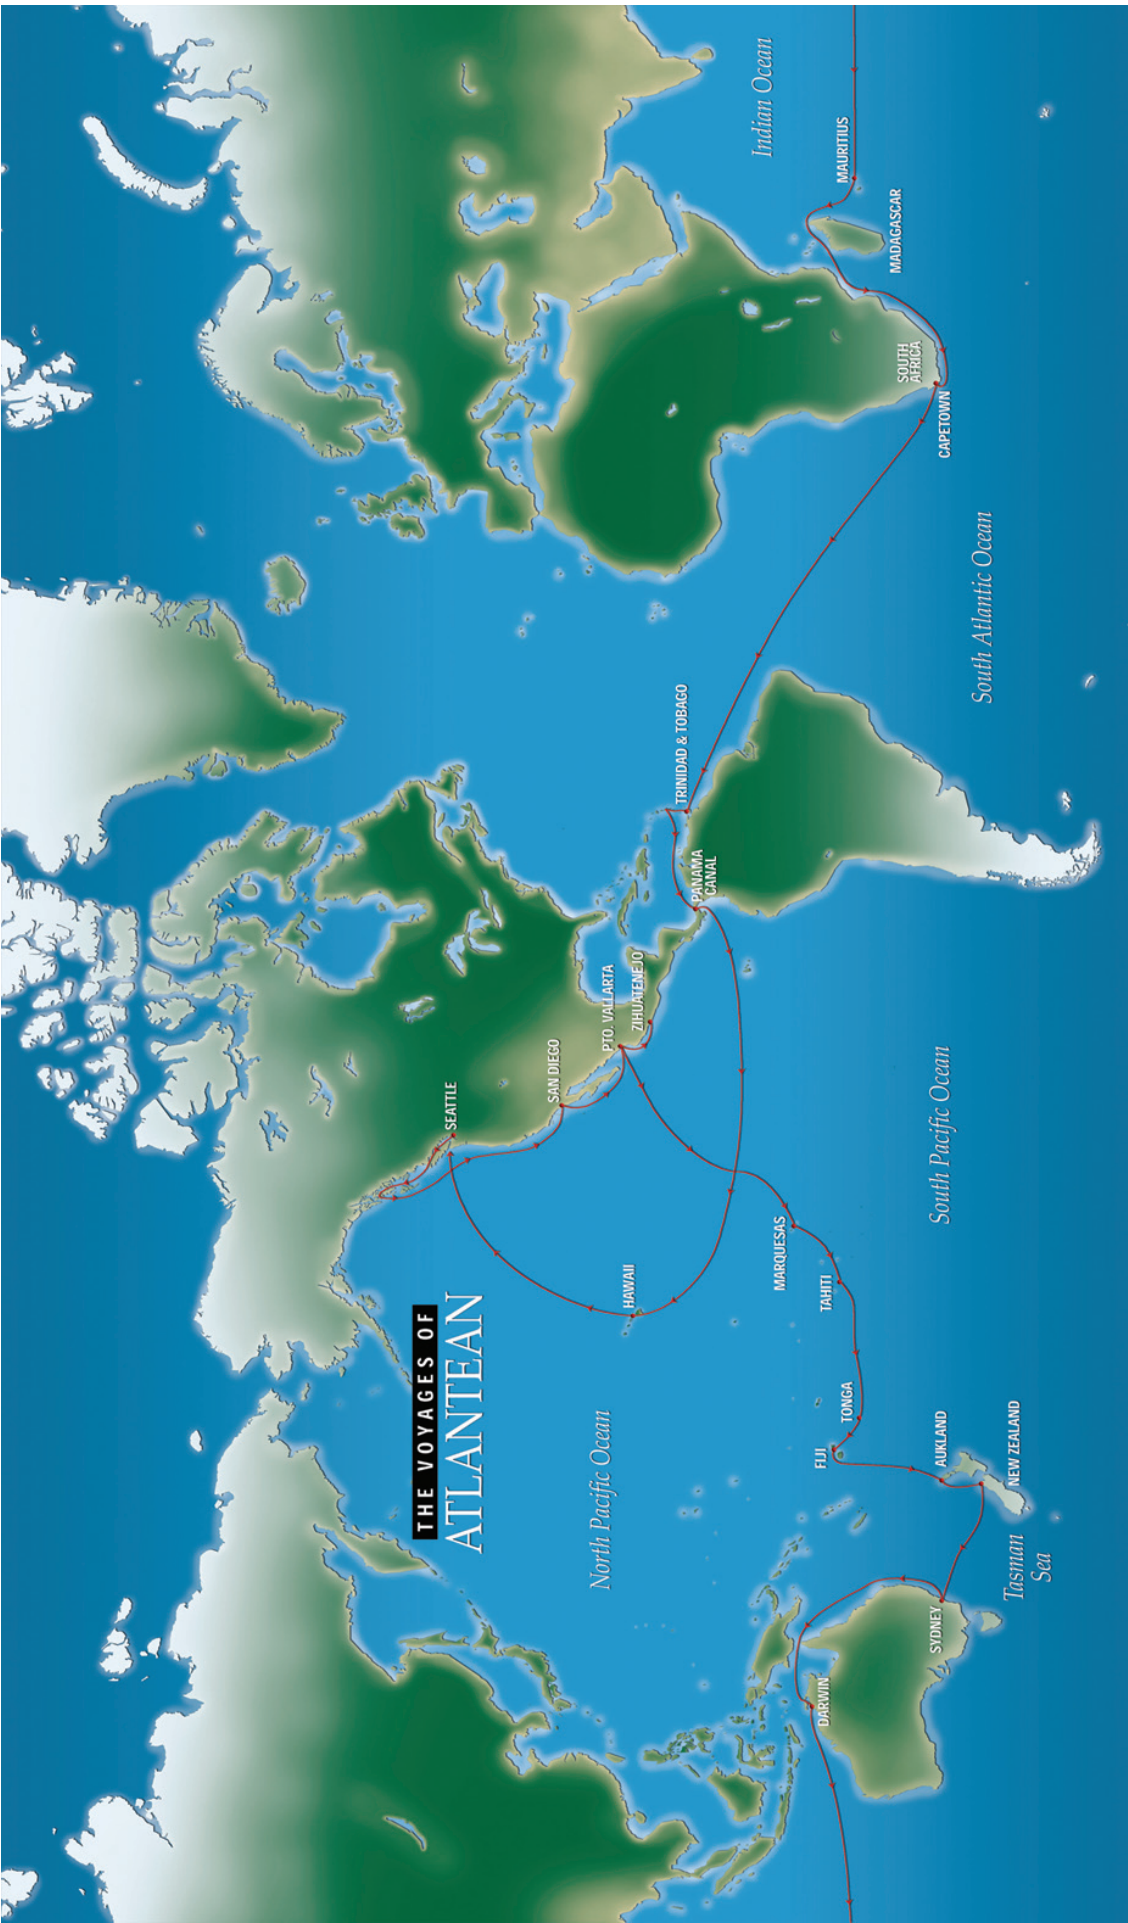 THE VOYAGES OF
ATLANTEAN
SEATTLE
SAN DIEGO
PTO. VALLARTA
ZIHUATENEJO
HAWAII
North Pacific Ocean
MARQUESAS
TAHITI
TONGA
FIJI
AUKLAND
NEW ZEALAND
Tasman
Sea
SYDNEY
DARWIN
South Pacific Ocean
PANAMA
CANAL
TRINIDAD & TOBAGO
South Atlantic Ocean
CAPETOWN
SOUTH
AFRICA
MADAGASCAR
MAURITIUS
Indian Ocean